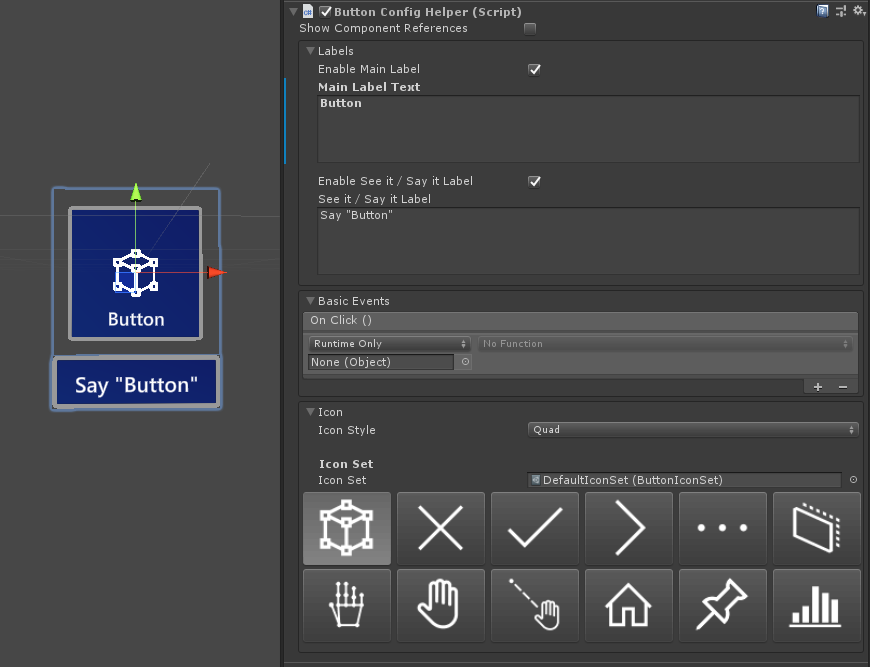 Button Config Helper (Script)
Show Component References
Labels
Enable Main Label
Main Label Text
Button
Enable See it / Say it Label
See it / Say it Label
Say "Button"
Basic Events
On Click ()
Runtime Only
No Function
None (Object)
Icon
Icon Style
Quad
Icon Set
Icon Set
DefaultIconSet (ButtonIconSet)
Button
Say "Button"